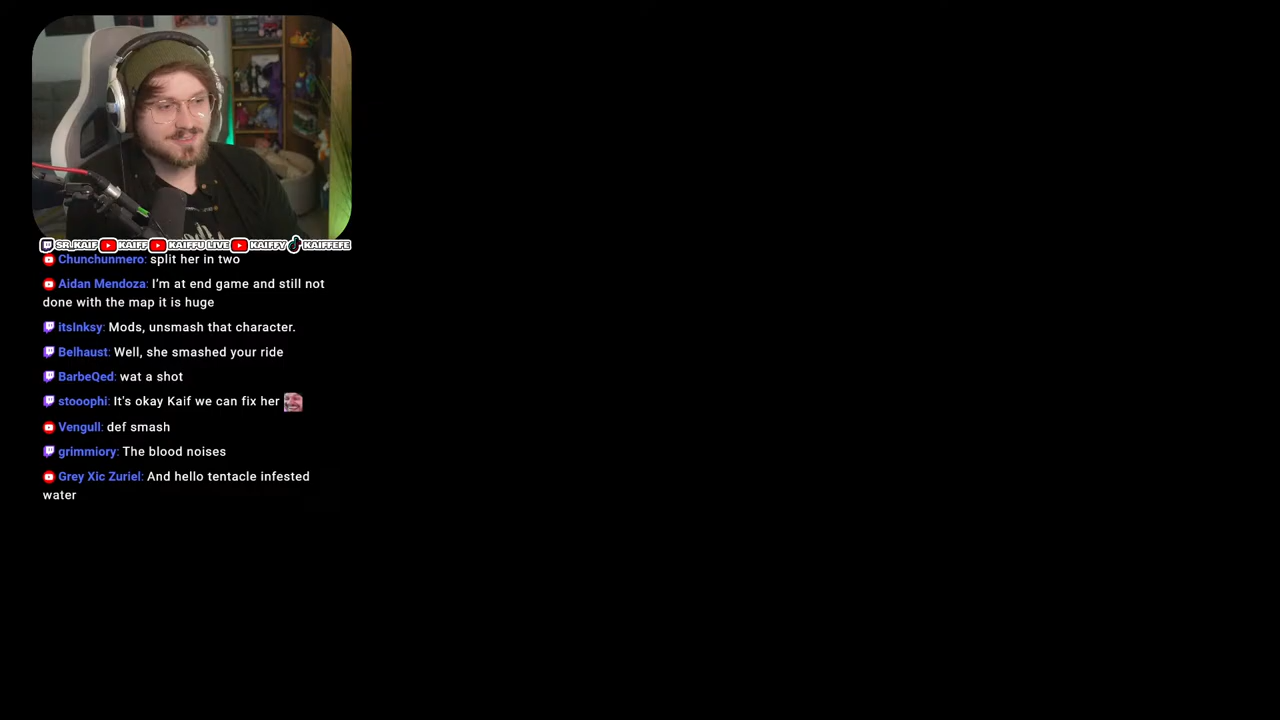 SR_KAIF KAIFF KAIFFU LIVE KAIFFY KAIFFEFE
Chunchunmero: split her in two
Aidan Mendoza: I'm at end game and still not
done with the map it is huge
itsInksy: Mods, unsmash that character.
Belhaust: Well, she smashed your ride
BarbeQed: wat a shot
stooophi: It's okay Kaif we can fix her
Vengull: def smash
grimmiory: The blood noises
Grey Xic Zuriel: And hello tentacle infested
water